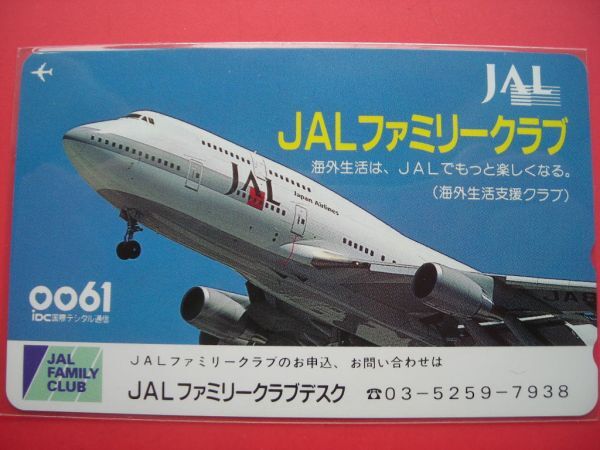 JAL
JALファミリークラブ
海外生活は、JALでもっと楽しくなる。
(海外生活支援クラブ)
JAL
Japan Airlines
0061
IDC国際デジタル通信
JAL
FAMILY
CLUB
JALファミリークラブのお申込、お問い合わせは
JALファミリークラブデスク ☎03-5259-7938